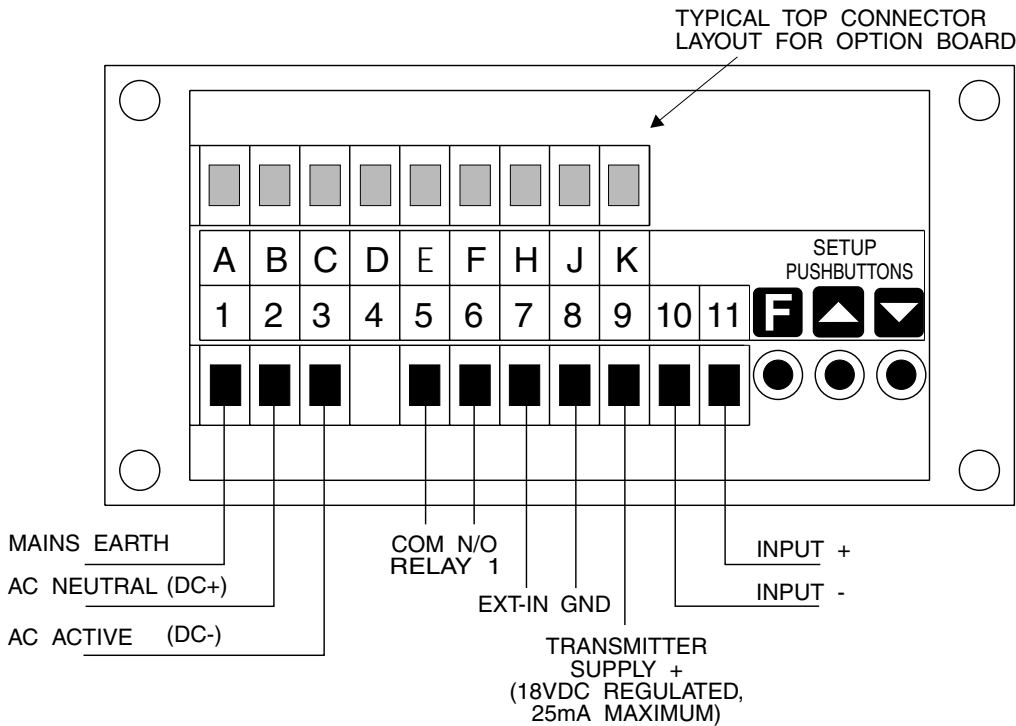 TYPICAL TOP CONNECTOR
LAYOUT FOR OPTION BOARD
A B C D E F H J K
SETUP
PUSHBUTTONS
1 2 3 4 5 6 7 8 9 10 11 F
MAINS EARTH
AC NEUTRAL (DC+)
AC ACTIVE (DC-)
COM N/O
RELAY 1
EXT-IN GND
TRANSMITTER
SUPPLY +
(18VDC REGULATED,
25mA MAXIMUM)
INPUT +
INPUT -